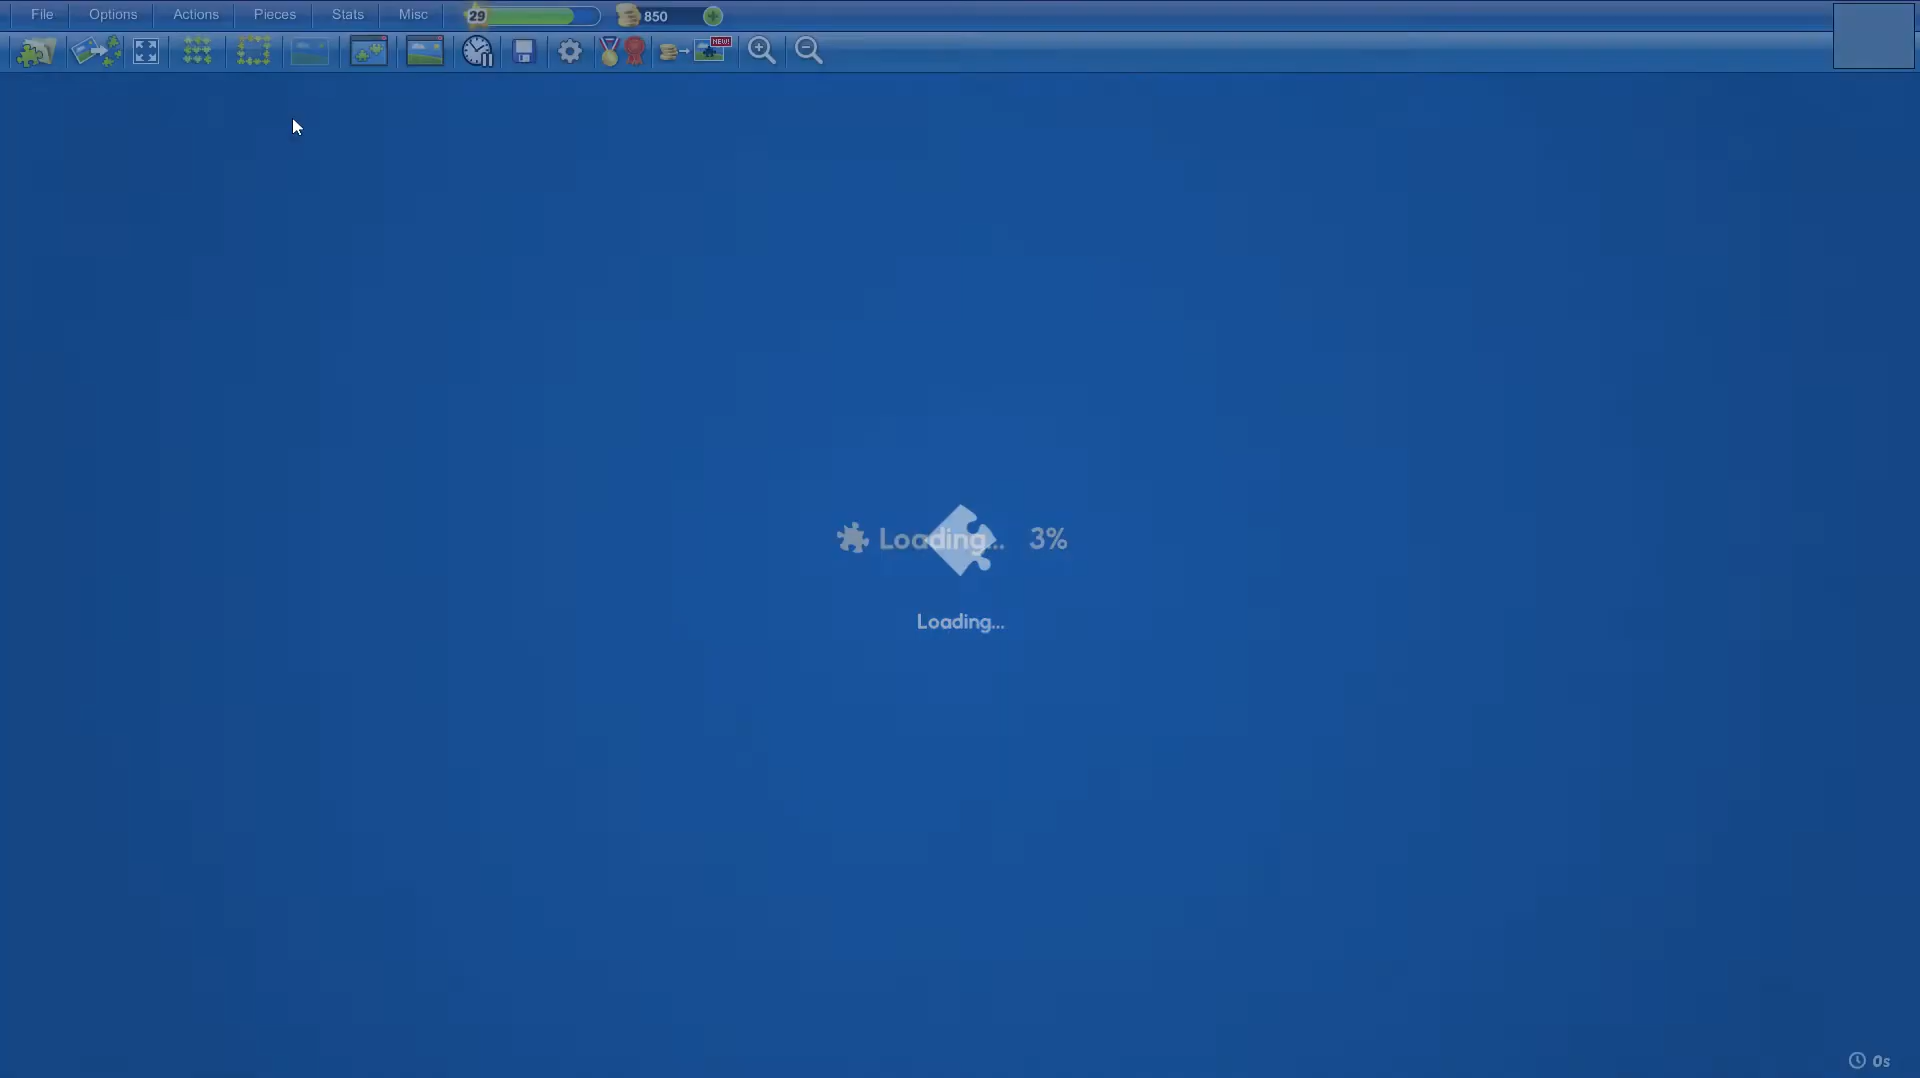 File Options Actions Pieces Stats Misc 29 850
NEW!
Loading... 3%
Loading...
0s